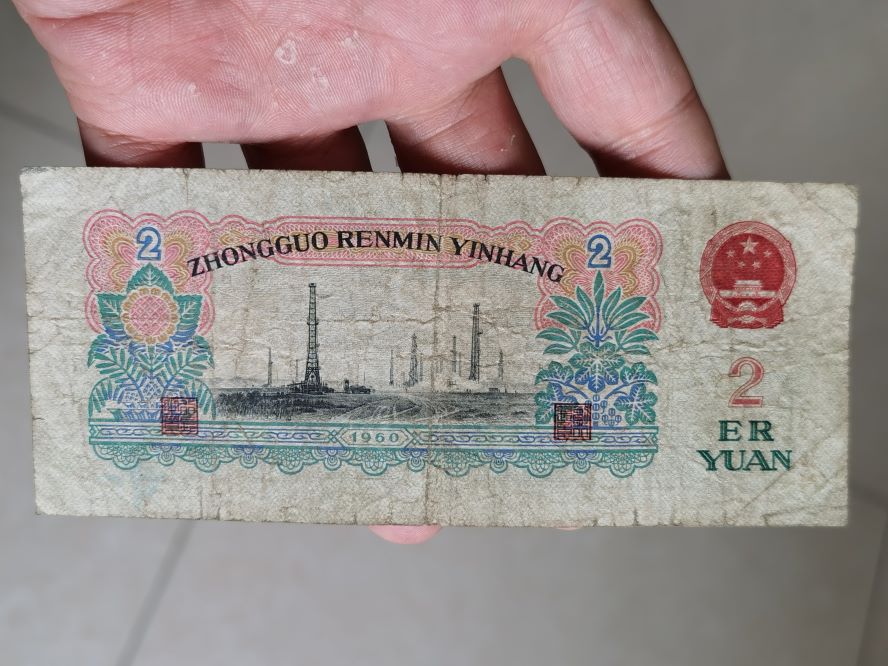 2
2
ZHONGGUO RENMIN YINHANG
1960
2
ER
YUAN